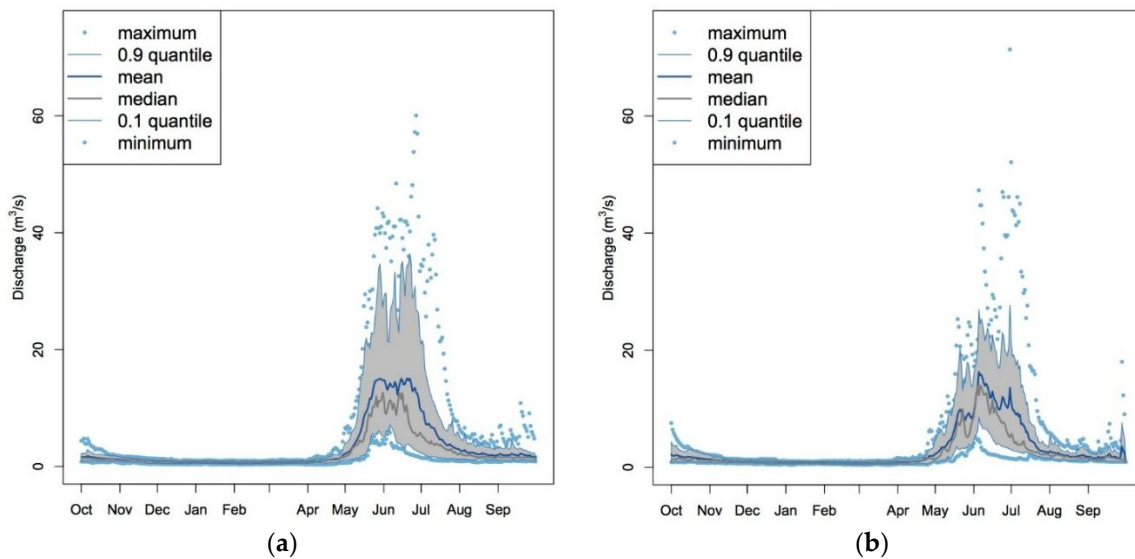 maximum
0.9 quantile
mean
median
0.1 quantile
minimum
Discharge (m³/s)
60
40
20
0
Oct Nov Dec Jan Feb Apr May Jun Jul Aug Sep
(a)
maximum
0.9 quantile
mean
median
0.1 quantile
minimum
Discharge (m³/s)
60
40
20
0
Oct Nov Dec Jan Feb Apr May Jun Jul Aug Sep
(b)